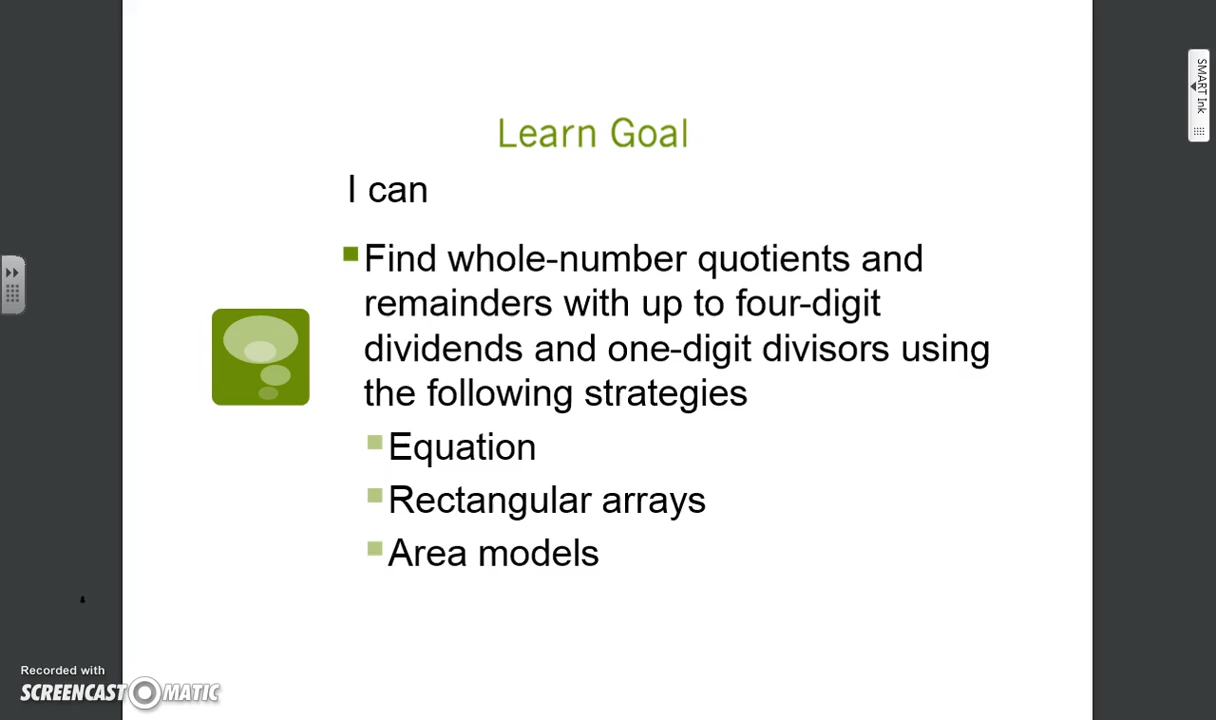 SMART Ink
Learn Goal
I can
Find whole-number quotients and
remainders with up to four-digit
dividends and one-digit divisors using
the following strategies
Equation
Rectangular arrays
Area models
Recorded with
SCREENCAST MATIC